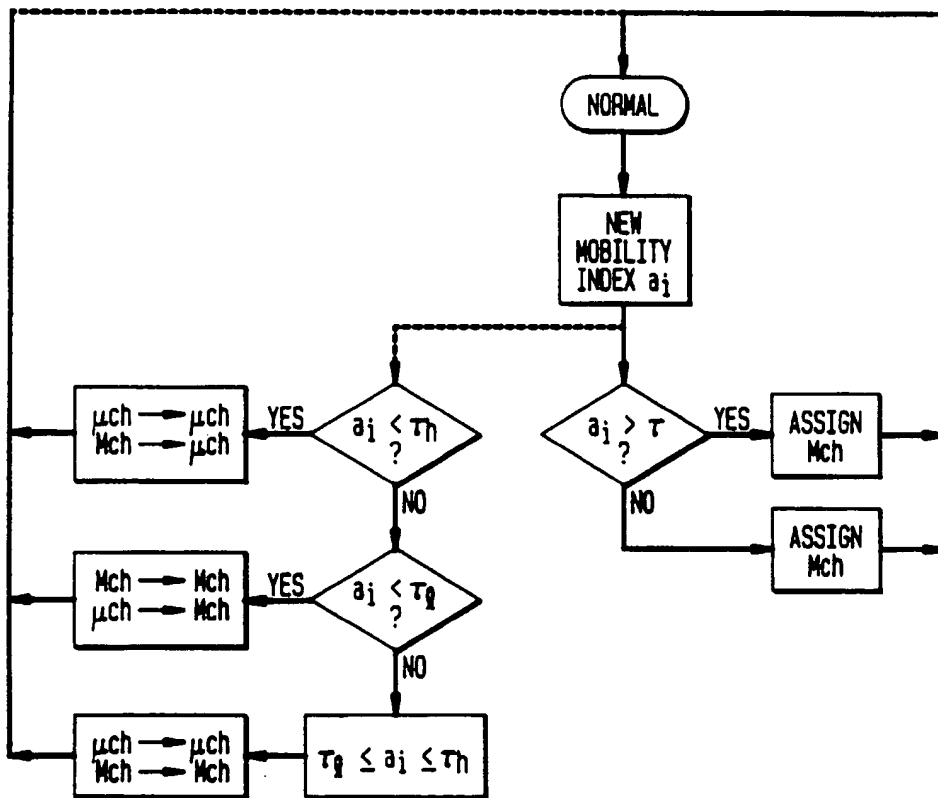 NORMAL
NEW
MOBILITY
INDEX aᵢ
μch → μch
Mch → μch
YES
aᵢ < τₕ
?
NO
aᵢ > τ
?
YES
NO
ASSIGN
Mch
ASSIGN
Mch
Mch → Mch
μch → Mch
YES
aᵢ < τℓ
?
NO
μch → μch
Mch → Mch
τℓ ≤ aᵢ ≤ τₕ